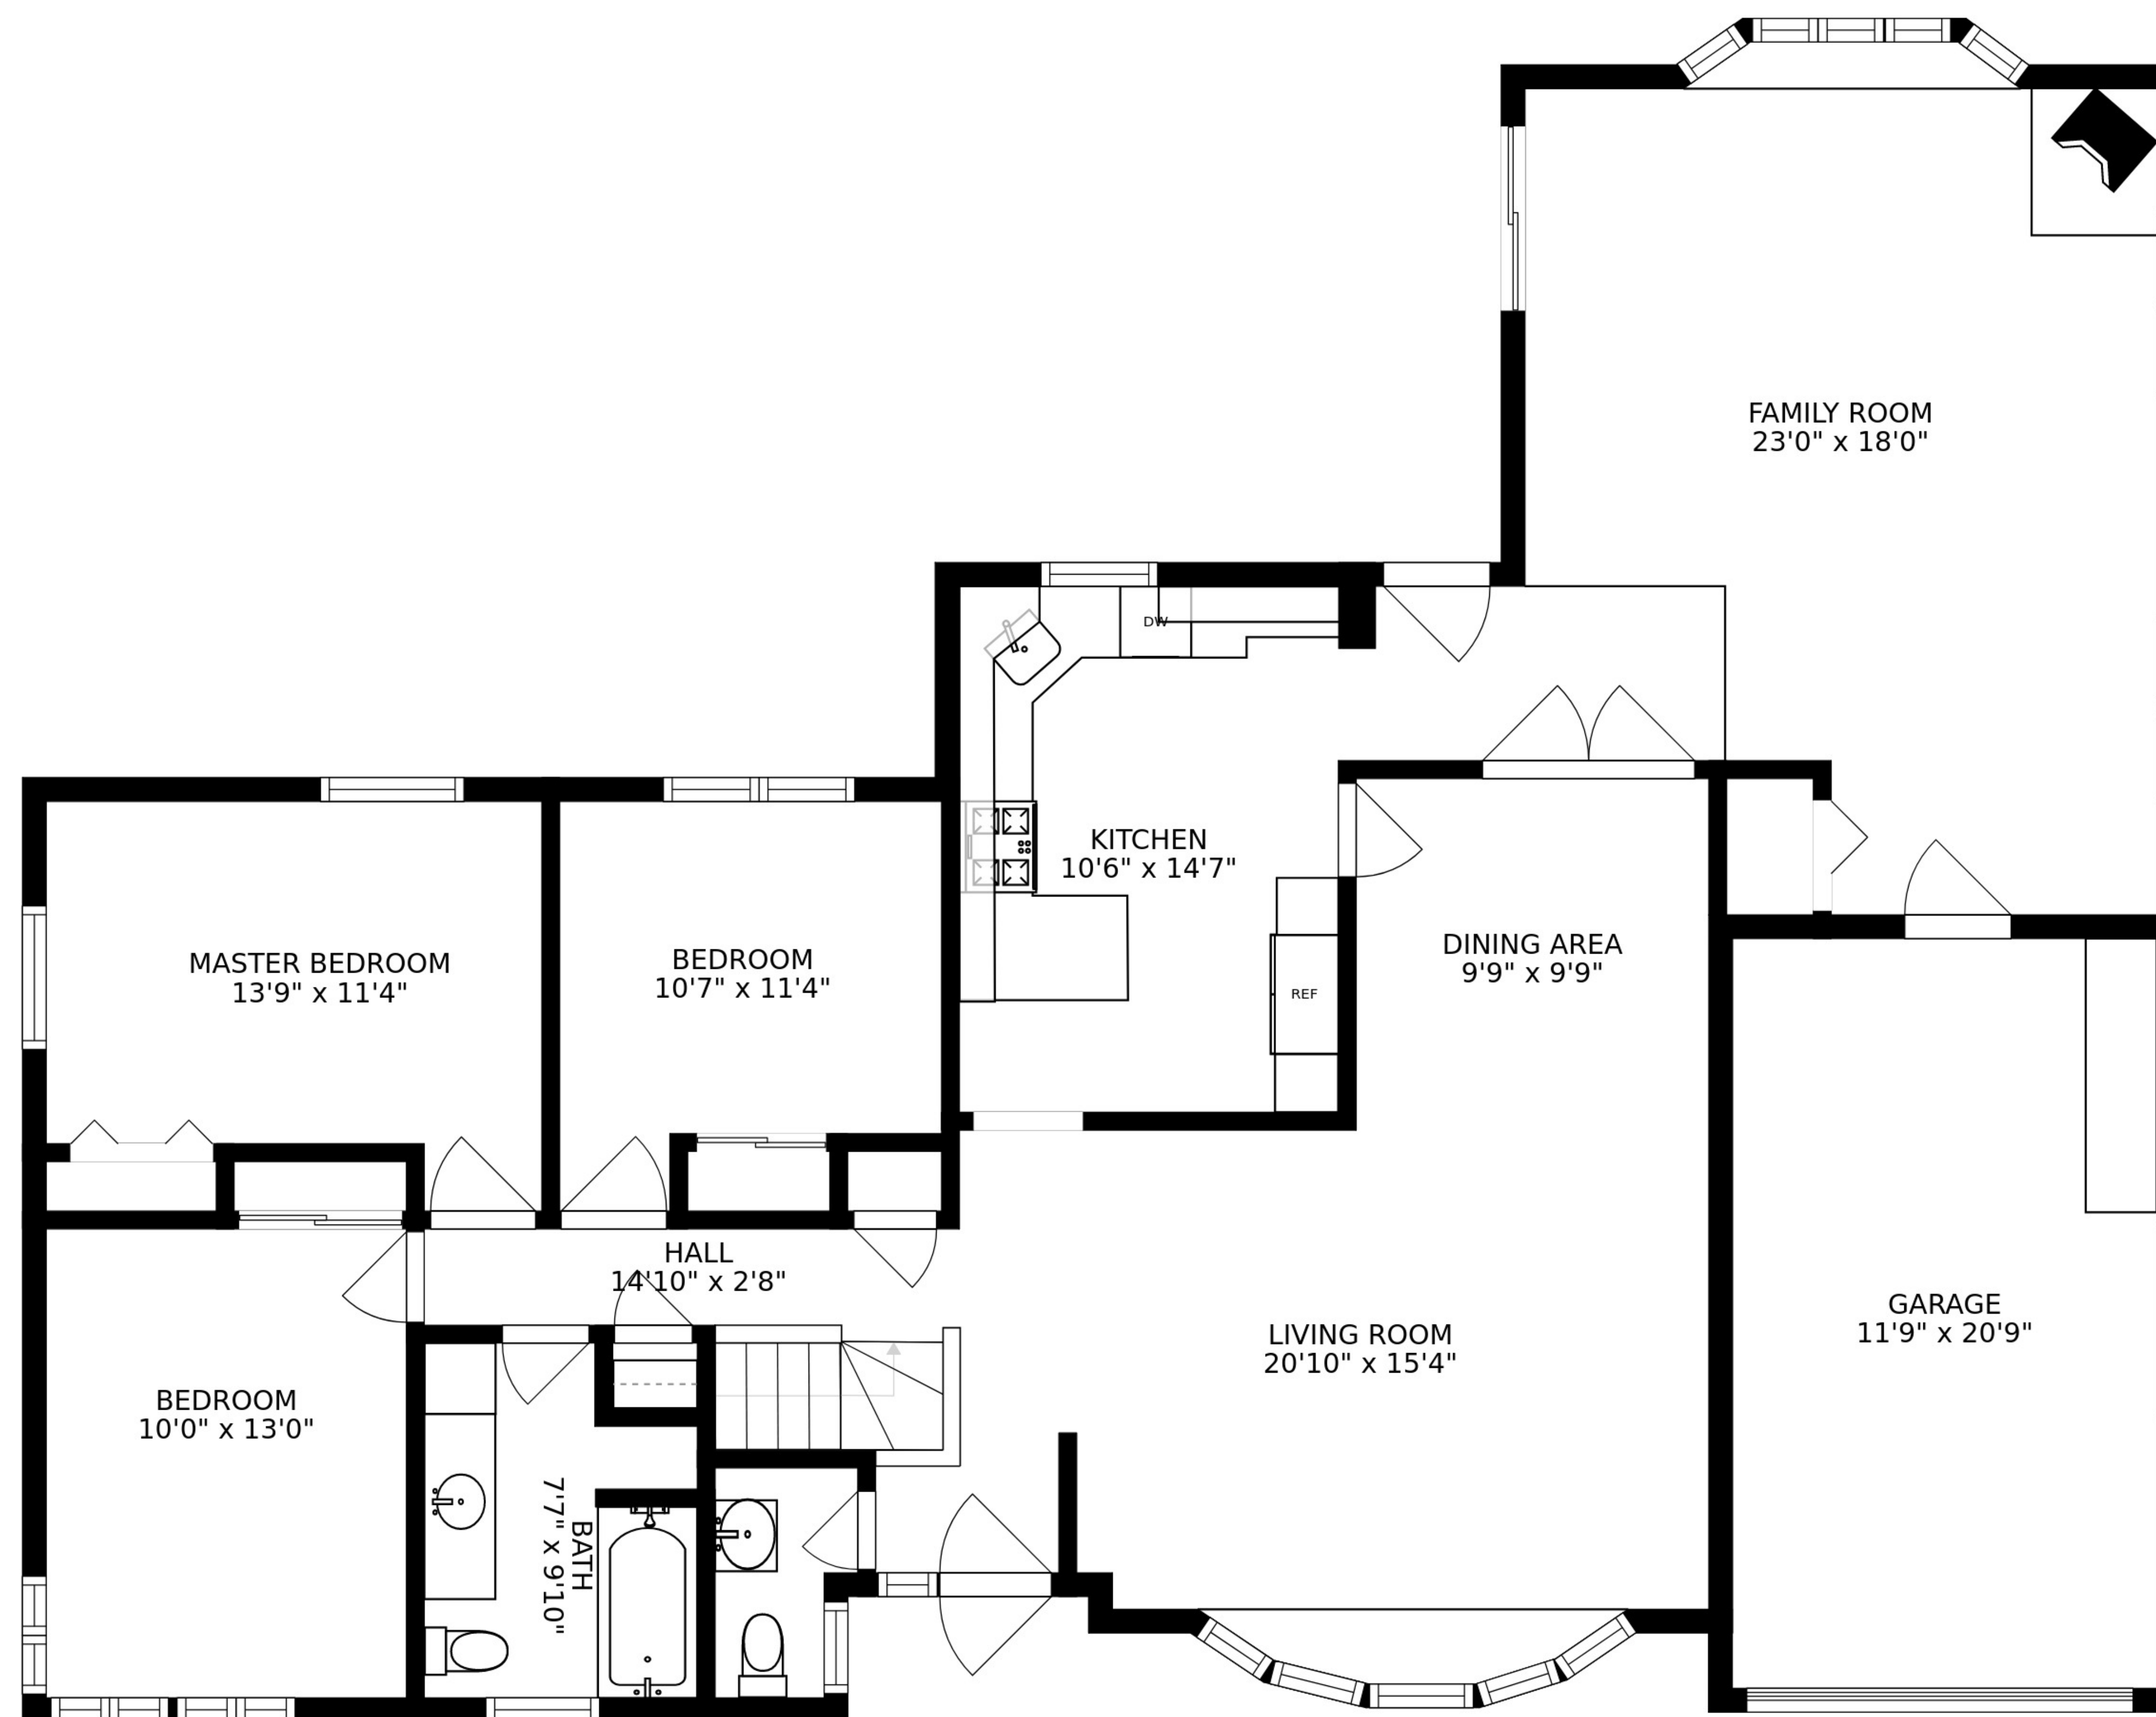 FAMILY ROOM
23'0" x 18'0"
DW
KITCHEN
10'6" x 14'7"
MASTER BEDROOM
13'9" x 11'4"
BEDROOM
10'7" x 11'4"
DINING AREA
9'9" x 9'9"
REF
HALL
14'10" x 2'8"
LIVING ROOM
20'10" x 15'4"
GARAGE
11'9" x 20'9"
BEDROOM
10'0" x 13'0"
BATH
7'7" x 9'10"